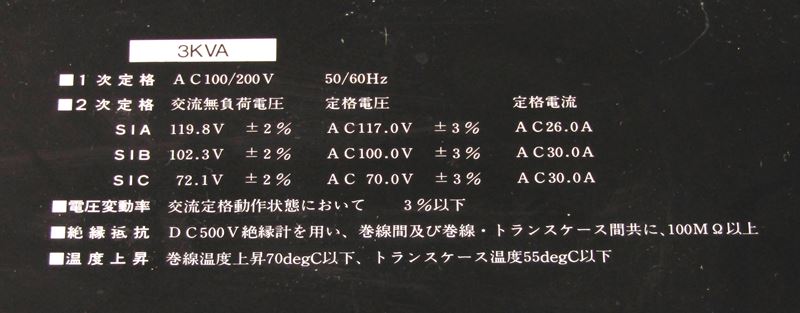 3KVA
■1次定格 AC100/200V 50/60Hz
■2次定格 交流無負荷電圧 定格電圧 定格電流
S1A 119.8V ±2% AC117.0V ±3% AC26.0A
S1B 102.3V ±2% AC100.0V ±3% AC30.0A
S1C 72.1V ±2% AC 70.0V ±3% AC30.0A
■電圧変動率 交流定格動作状態において 3%以下
■絶縁抵抗 DC500V絶縁計を用い、巻線間及び巻線・トランスケース間共に、100MΩ以上
■温度上昇 巻線温度上昇70degC以下、トランスケース温度55degC以下